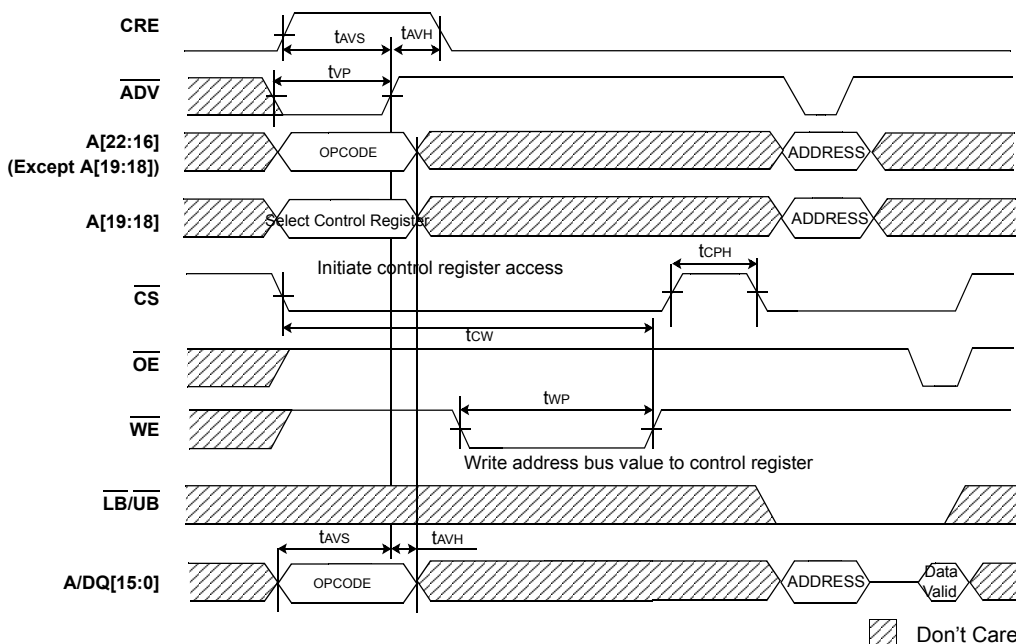 CRE
tAVS
tAVH
ADV
tVP
A[22:16]
(Except A[19:18])
OPCODE
ADDRESS
A[19:18]
Select Control Register
ADDRESS
Initiate control register access
tCPH
CS
tCW
OE
WE
tWP
Write address bus value to control register
LB/UB
tAVS
tAVH
A/DQ[15:0]
OPCODE
ADDRESS
Data
Valid
Don't Care